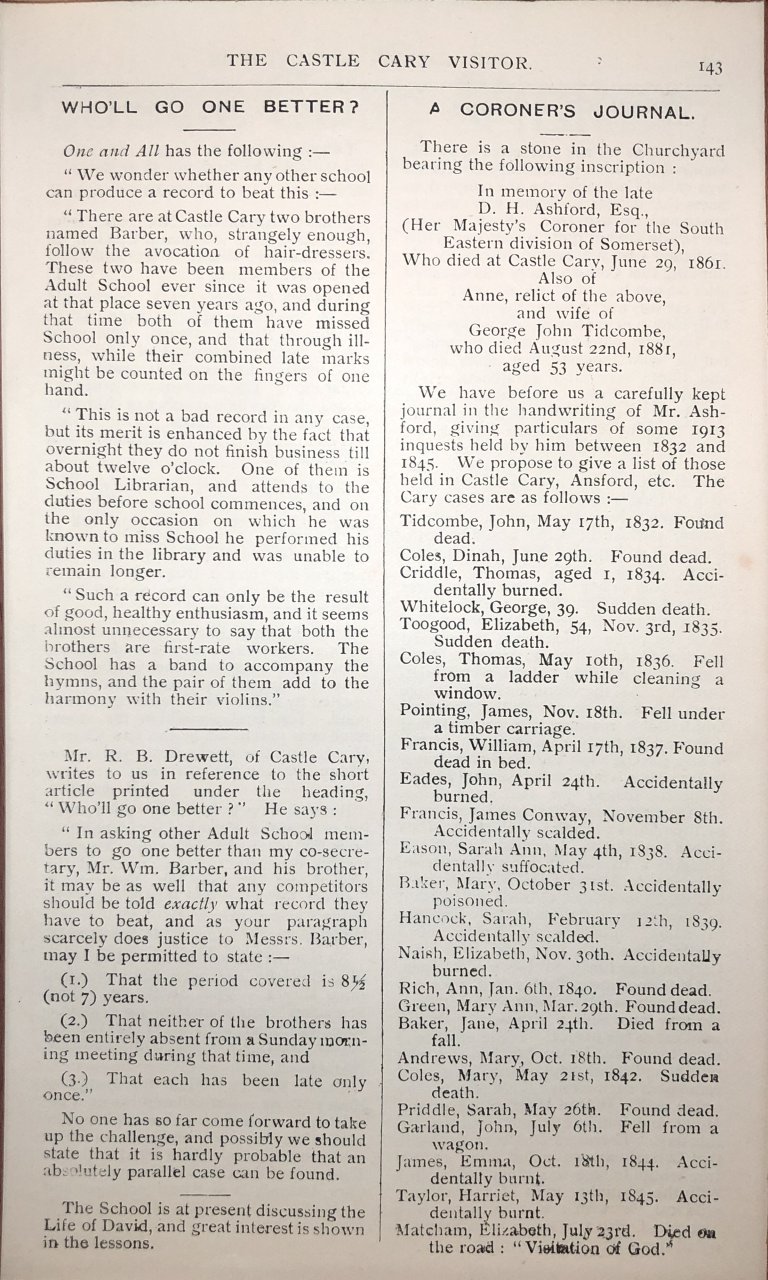 THE CASTLE CARY VISITOR.
143
WHO'LL GO ONE BETTER?
One and All has the following :—
" We wonder whether any other school
can produce a record to beat this :—
" There are at Castle Cary two brothers
named Barber, who, strangely enough,
follow the avocation of hair-dressers.
These two have been members of the
Adult School ever since it was opened
at that place seven years ago, and during
that time both of them have missed
School only once, and that through ill-
ness, while their combined late marks
might be counted on the fingers of one
hand.
" This is not a bad record in any case,
but its merit is enhanced by the fact that
overnight they do not finish business till
about twelve o'clock. One of them is
School Librarian, and attends to the
duties before school commences, and on
the only occasion on which he was
known to miss School he performed his
duties in the library and was unable to
remain longer.
" Such a record can only be the result
of good, healthy enthusiasm, and it seems
almost unnecessary to say that both the
brothers are first-rate workers. The
School has a band to accompany the
hymns, and the pair of them add to the
harmony with their violins."
Mr. R. B. Drewett, of Castle Cary,
writes to us in reference to the short
article printed under the heading,
" Who'll go one better ? " He says :
" In asking other Adult School mem-
bers to go one better than my co-secre-
tary, Mr. Wm. Barber, and his brother,
it may be as well that any competitors
should be told exactly what record they
have to beat, and as your paragraph
scarcely does justice to Messrs. Barber,
may I be permitted to state :—
(1.) That the period covered is 8½
(not 7) years.
(2.) That neither of the brothers has
been entirely absent from a Sunday morn-
ing meeting during that time, and
(3.) That each has been late only
once."
No one has so far come forward to take
up the challenge, and possibly we should
state that it is hardly probable that an
absolutely parallel case can be found.
The School is at present discussing the
Life of David, and great interest is shown
in the lessons.
A CORONER'S JOURNAL.
There is a stone in the Churchyard
bearing the following inscription :
In memory of the late
D. H. Ashford, Esq.,
(Her Majesty's Coroner for the South
Eastern division of Somerset),
Who died at Castle Cary, June 29, 1861.
Also of
Anne, relict of the above,
and wife of
George John Tidcombe,
who died August 22nd, 1881,
aged 53 years.
We have before us a carefully kept
journal in the handwriting of Mr. Ash-
ford, giving particulars of some 1913
inquests held by him between 1832 and
1845. We propose to give a list of those
held in Castle Cary, Ansford, etc. The
Cary cases are as follows :—
Tidcombe, John, May 17th, 1832. Found
dead.
Coles, Dinah, June 29th. Found dead.
Criddle, Thomas, aged 1, 1834. Acci-
dentally burned.
Whitelock, George, 39. Sudden death.
Toogood, Elizabeth, 54, Nov. 3rd, 1835.
Sudden death.
Coles, Thomas, May 10th, 1836. Fell
from a ladder while cleaning a
window.
Pointing, James, Nov. 18th. Fell under
a timber carriage.
Francis, William, April 17th, 1837. Found
dead in bed.
Eades, John, April 24th. Accidentally
burned.
Francis, James Conway, November 8th.
Accidentally scalded.
Eason, Sarah Ann, May 4th, 1838. Acci-
dentally suffocated.
Baker, Mary, October 31st. Accidentally
poisoned.
Hancock, Sarah, February 12th, 1839.
Accidentally scalded.
Naish, Elizabeth, Nov. 30th. Accidentally
burned.
Rich, Ann, Jan. 6th, 1840. Found dead.
Green, Mary Ann, Mar. 29th. Found dead.
Baker, Jane, April 24th. Died from a
fall.
Andrews, Mary, Oct. 18th. Found dead.
Coles, Mary, May 21st, 1842. Sudden
death.
Priddle, Sarah, May 26th. Found dead.
Garland, John, July 6th. Fell from a
wagon.
James, Emma, Oct. 18th, 1844. Acci-
dentally burnt.
Taylor, Harriet, May 13th, 1845. Acci-
dentally burnt.
Matcham, Elizabeth, July 23rd. Died on
the road : " Visitation of God."